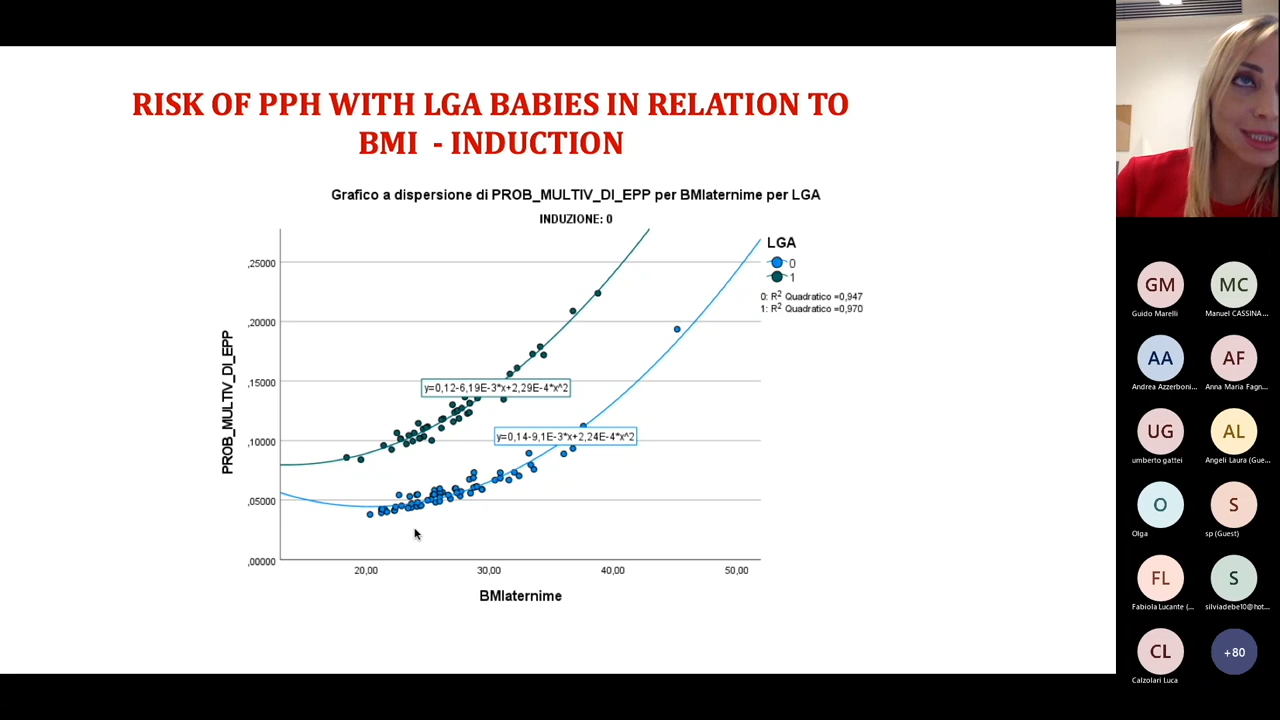 RISK OF PPH WITH LGA BABIES IN RELATION TO
BMI - INDUCTION
Grafico a dispersione di PROB_MULTIV_DI_EPP per BMIaternime per LGA
INDUZIONE: 0
LGA
0
1
0: R2 Quadratico =0,947
1: R2 Quadratico =0,970
,25000
,20000
,15000
,10000
,05000
,00000
PROB_MULTIV_DI_EPP
y=0,12-6,19E-3*x+2,29E-4*x^2
y=0,14-9,1E-3*x+2,24E-4*x^2
20,00
30,00
40,00
50,00
BMIaternime
GM
MC
Guido Marelli
Manuel CASSINA...
AA
AF
Andrea Azzerboni...
Anna Maria Fagn...
UG
AL
umberto gattei
Angeli Laura (Gue...
O
S
Olga
sp (Guest)
FL
S
Fabiola Lucante (...
silviadebe10@hot...
CL
+80
Calzolari Luca